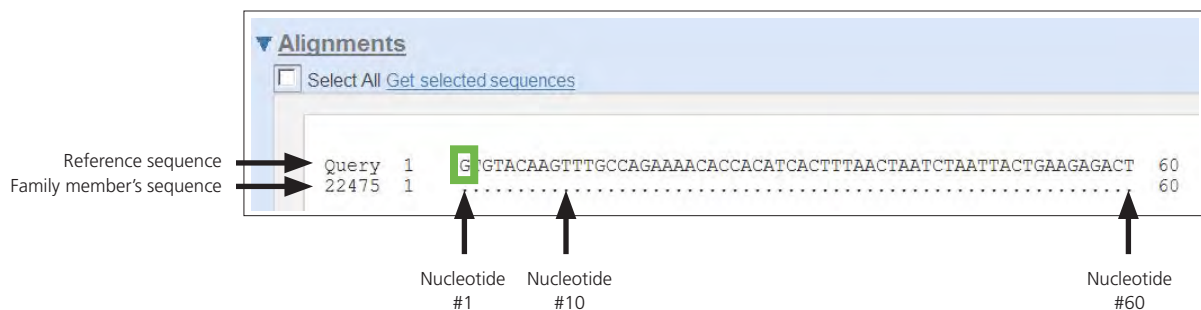 Alignments
Select All Get selected sequences
Reference sequence
Query 1 GTGTACAAGTTTGCCAGAAAACACCACATCACTTTAACTAATCTAATTACTGAAGAGACT 60
Family member's sequence
22475 1 ............................................................ 60
Nucleotide #1
Nucleotide #10
Nucleotide #60